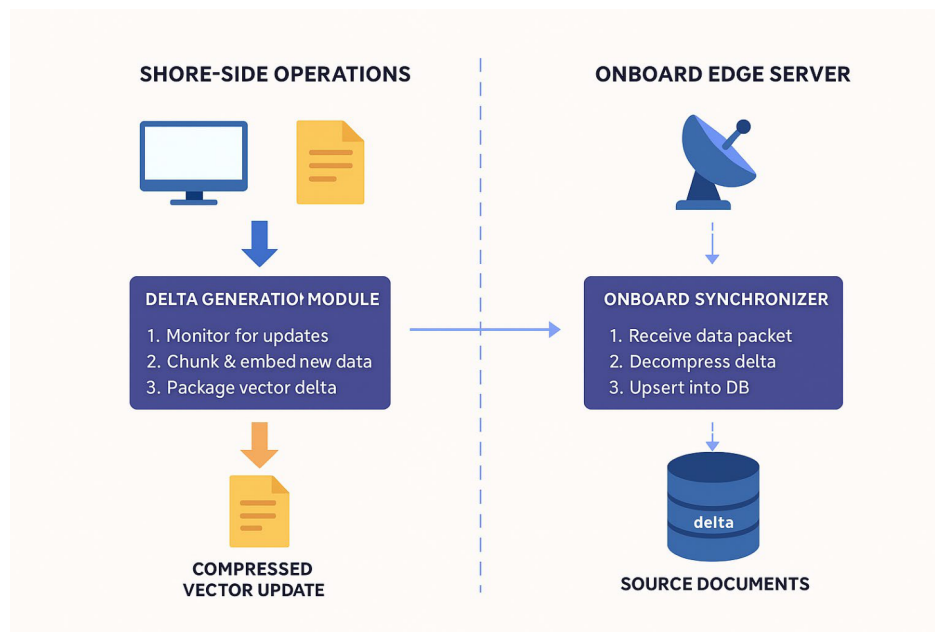 SHORE-SIDE OPERATIONS
DELTA GENERATION MODULE
1. Monitor for updates
2. Chunk & embed new data
3. Package vector delta
COMPRESSED
VECTOR UPDATE
ONBOARD EDGE SERVER
ONBOARD SYNCHRONIZER
1. Receive data packet
2. Decompress delta
3. Upsert into DB
delta
SOURCE DOCUMENTS